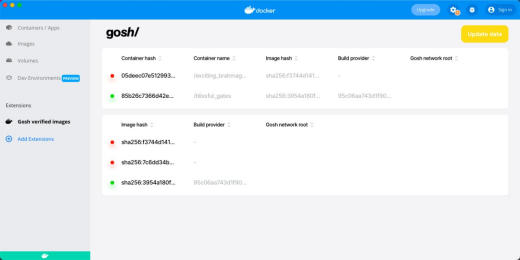 docker
Upgrade
Sign in
Containers / Apps
Images
Volumes
Dev Environments PREVIEW
Extensions
Gosh verified images
Add Extensions
gosh/
Update data
Container hash Container name Image hash Build provider Gosh network root
05deec07e512993... /exciting_brahmag... sha256:f3744d141... -
85b26c7366d42e... /blissful_gates sha256:3954a180f... 95c06aa743d1f90...
Image hash Build provider Gosh network root
sha256:f3744d141... -
sha256:7c8dd34b... -
sha256:3954a180f... 95c06aa743d1f90...